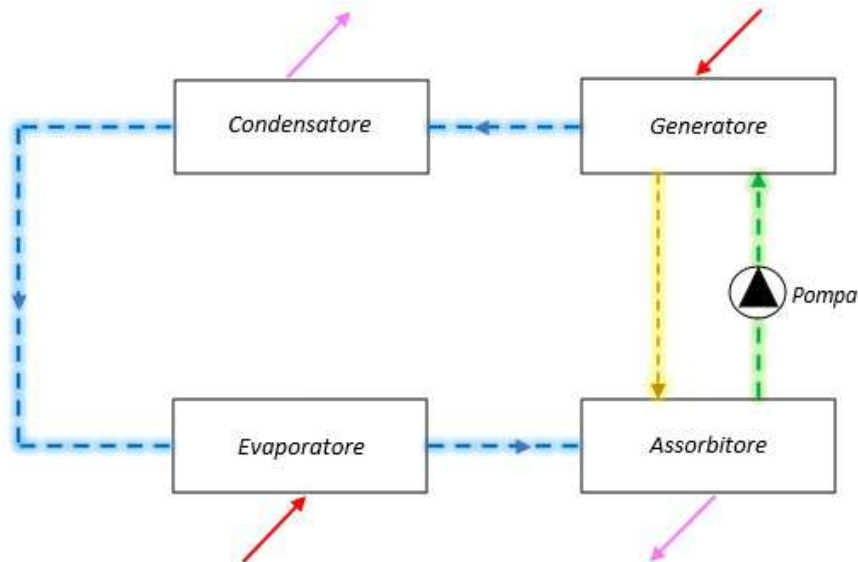 Condensatore
Generatore
Pompa
Evaporatore
Assorbitore